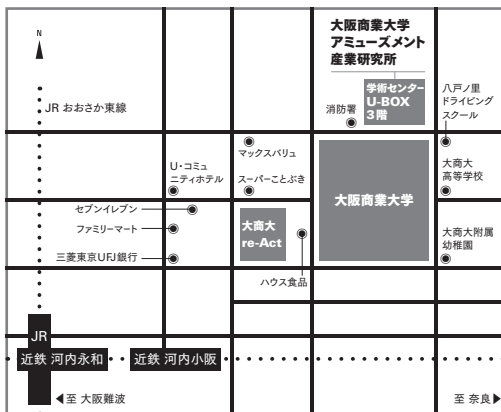 N
大阪商業大学
アミューズメント
産業研究所
学術センター
U-BOX
3階
八戸ノ里
ドライビング
スクール
消防署
JR おおさか東線
マックスバリュ
U・コミュ
ニティホテル
スーパーことぶき
大商大
高等学校
大阪商業大学
セブンイレブン
ファミリーマート
大商大
re-Act
大商大附属
幼稚園
三菱東京UFJ銀行
ハウス食品
JR
近鉄 河内永和
近鉄 河内小阪
◀至 大阪難波
至 奈良▶